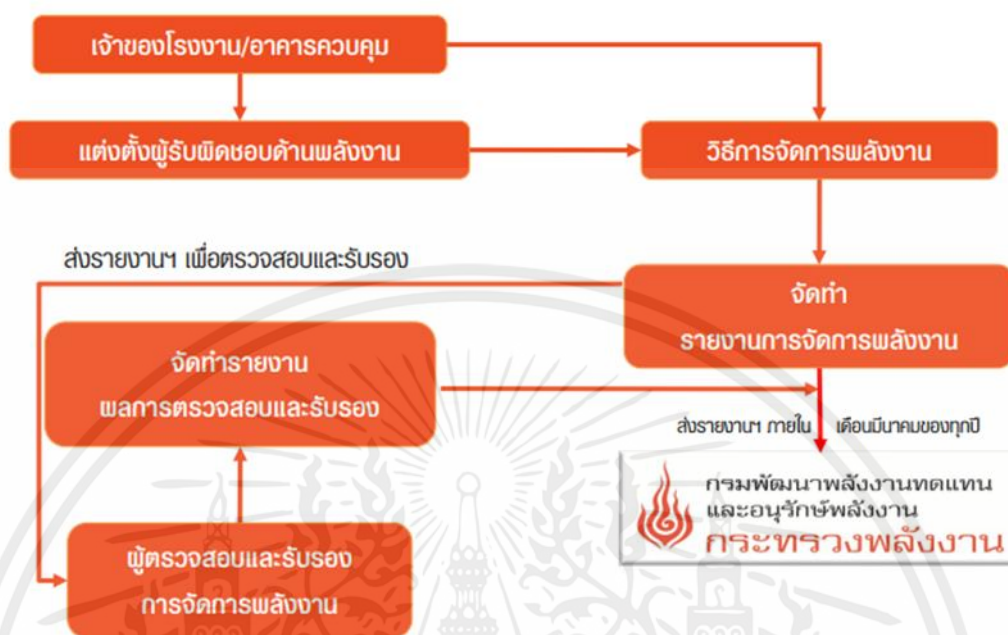 เจ้าของโรงงาน/อาคารควบคุม
แต่งตั้งผู้รับผิดชอบด้านพลังงาน
วิธีการจัดการพลังงาน
ส่งรายงานฯ เพื่อตรวจสอบและรับรอง
จัดทำ
รายงานการจัดการพลังงาน
จัดทำรายงาน
ผลการตรวจสอบและรับรอง
ส่งรายงานฯ ภายใน เดือนมีนาคมของทุกปี
กรมพัฒนาพลังงานทดแทน
และอนุรักษ์พลังงาน
กระทรวงพลังงาน
ผู้ตรวจสอบและรับรอง
การจัดการพลังงาน